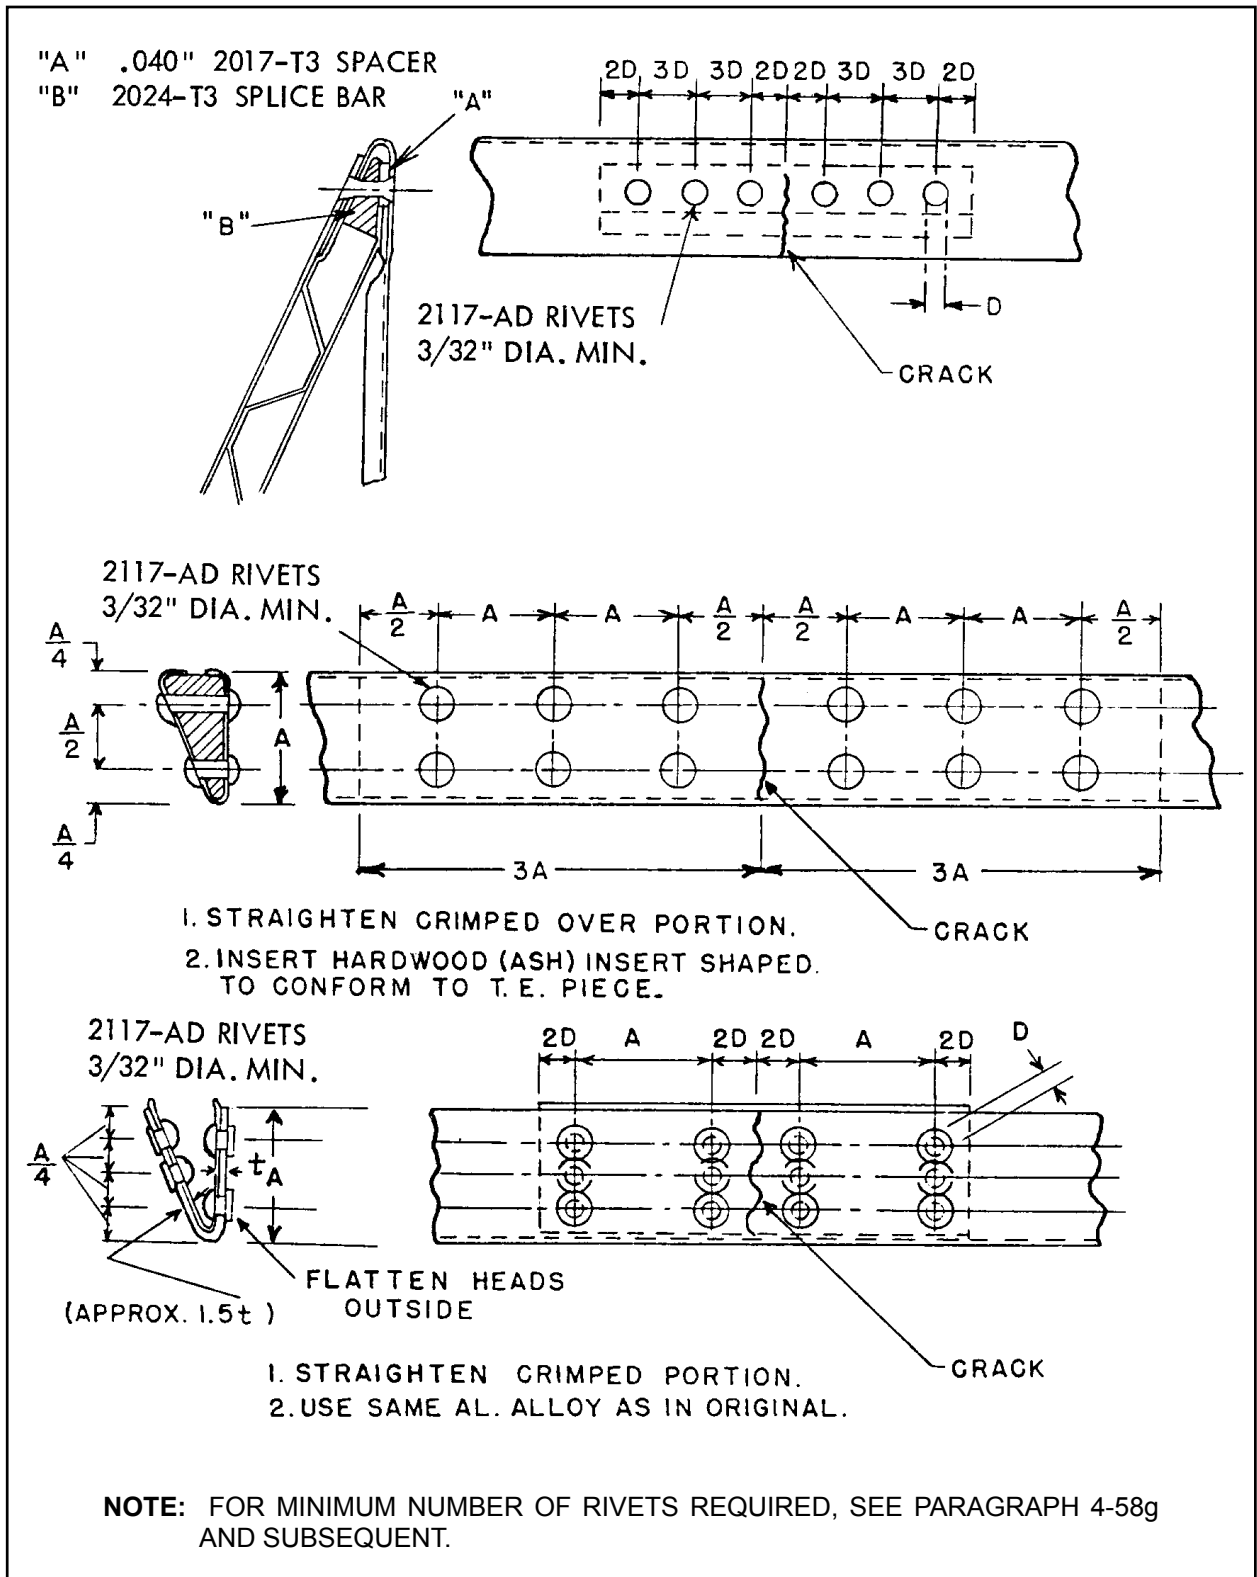 "A" .040" 2017-T3 SPACER
"B" 2024-T3 SPLICE BAR
"A"
"B"
2D 3D 3D 2D 2D 3D 3D 2D
2117-AD RIVETS
3/32" DIA. MIN.
D
CRACK
2117-AD RIVETS
3/32" DIA. MIN.
A/2 A A A/2 A/2 A A A/2
A/4
A/2
A
A/4
3A 3A
CRACK
1. STRAIGHTEN CRIMPED OVER PORTION.
2. INSERT HARDWOOD (ASH) INSERT SHAPED
TO CONFORM TO T.E. PIECE.
2117-AD RIVETS
3/32" DIA. MIN.
2D A 2D 2D A 2D
D
A/4
t
A
FLATTEN HEADS
OUTSIDE
(APPROX. 1.5t)
CRACK
1. STRAIGHTEN CRIMPED PORTION.
2. USE SAME AL. ALLOY AS IN ORIGINAL.
NOTE: FOR MINIMUM NUMBER OF RIVETS REQUIRED, SEE PARAGRAPH 4-58g
AND SUBSEQUENT.